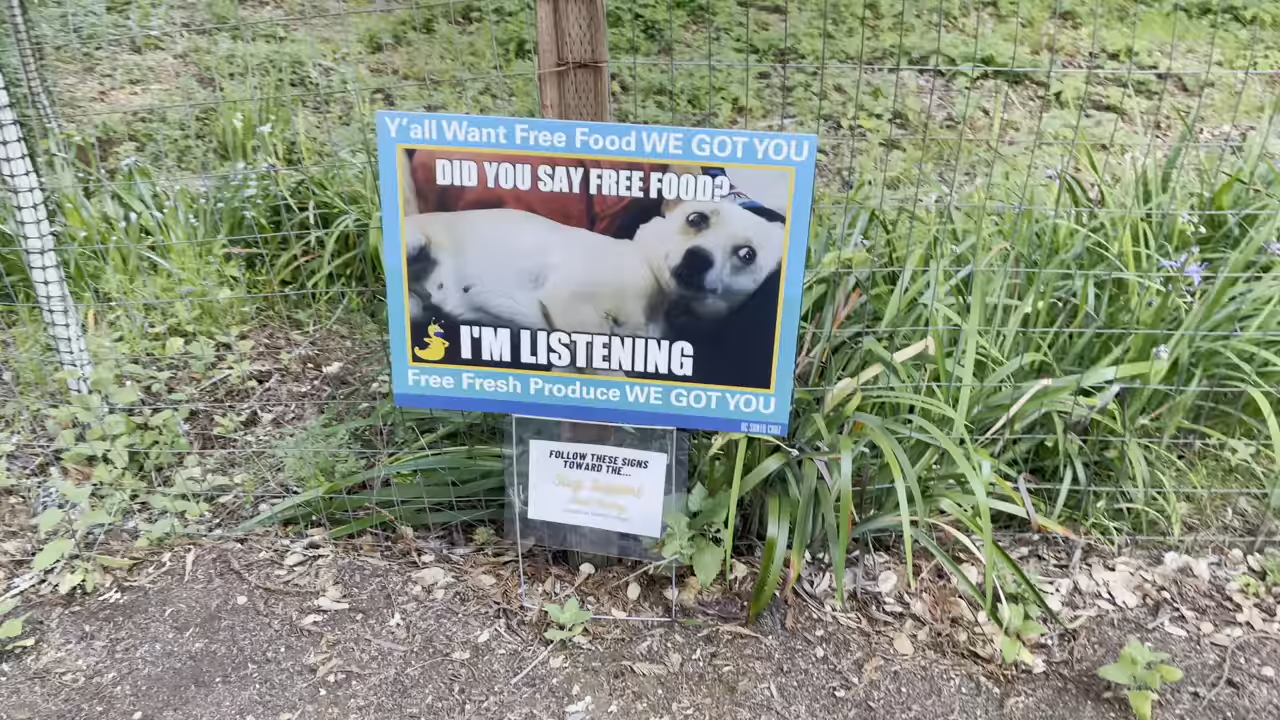 Y'all Want Free Food WE GOT YOU
DID YOU SAY FREE FOOD?
I'M LISTENING
Free Fresh Produce WE GOT YOU
UC SANTA CRUZ
FOLLOW THESE SIGNS
TOWARD THE...